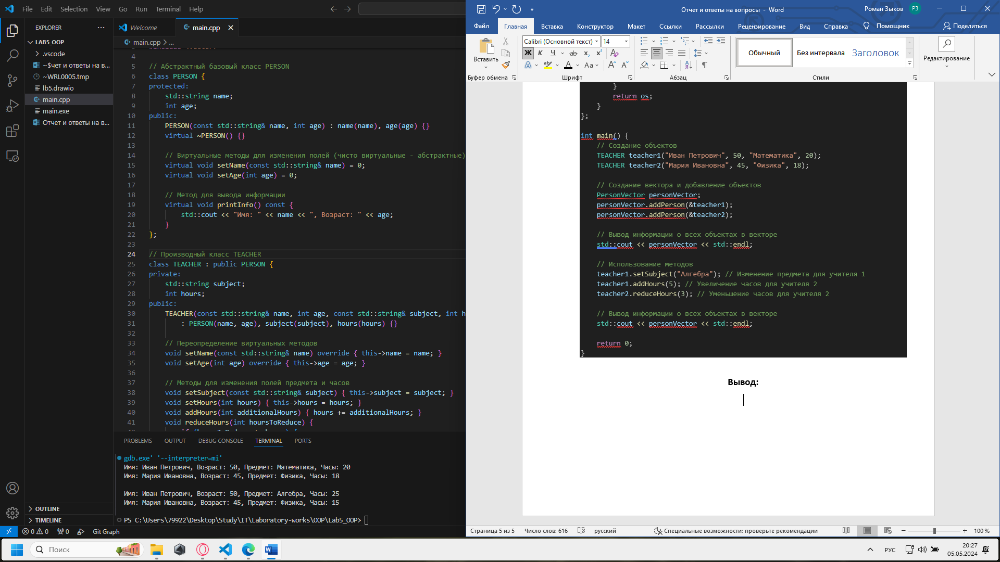 File Edit Selection View Go Run Terminal Help
EXPLORER
LAB5_OOP
.vscode
~$чет и ответы на в...
~WRL0005.tmp
lb5.drawio
main.cpp
main.exe
Отчет и ответы на в...
OUTLINE
TIMELINE
Welcome
main.cpp
main.cpp > ...
4
5 // Абстрактный базовый класс PERSON
6 class PERSON {
7 protected:
8 std::string name;
9 int age;
10 public:
11 PERSON(const std::string& name, int age) : name(name), age(age) {}
12 virtual ~PERSON() {}
13
14 // Виртуальные методы для изменения полей (чисто виртуальные - абстрактные)
15 virtual void setName(const std::string& name) = 0;
16 virtual void setAge(int age) = 0;
17
18 // Метод для вывода информации
19 virtual void printInfo() const {
20 std::cout << "Имя: " << name << ", Возраст: " << age;
21 }
22 };
23
24 // Производный класс TEACHER
25 class TEACHER : public PERSON {
26 private:
27 std::string subject;
28 int hours;
29 public:
30 TEACHER(const std::string& name, int age, const std::string& subject, int h
31 : PERSON(name, age), subject(subject), hours(hours) {}
32
33 // Переопределение виртуальных методов
34 void setName(const std::string& name) override { this->name = name; }
35 void setAge(int age) override { this->age = age; }
36
37 // Методы для изменения полей предмета и часов
38 void setSubject(const std::string& subject) { this->subject = subject; }
39 void setHours(int hours) { this->hours = hours; }
40 void addHours(int additionalHours) { hours += additionalHours; }
41 void reduceHours(int hoursToReduce) {
PROBLEMS OUTPUT DEBUG CONSOLE TERMINAL PORTS
gdb.exe' '--interpreter=mi'
Имя: Иван Петрович, Возраст: 50, Предмет: Математика, Часы: 20
Имя: Мария Ивановна, Возраст: 45, Предмет: Физика, Часы: 18
Имя: Иван Петрович, Возраст: 50, Предмет: Алгебра, Часы: 25
Имя: Мария Ивановна, Возраст: 45, Предмет: Физика, Часы: 15
PS C:\Users\79922\Desktop\Study\IT\Laboratory-works\OOP\Lab5_OOP>
0 0 0 Git Graph
Отчет и ответы на вопросы - Word
Роман Зыков РЗ
Файл Главная Вставка Конструктор Макет Ссылки Рассылки Рецензирование Вид Справка Помощник Поделиться
Вставить
Буфер обмена
Calibri (Основной текст) 14
Ж К Ч ab x₂ x²
A A Aa A A
Шрифт
Абзац
Обычный Без интервала Заголовок
Стили
Редактирование
}
return os;
}
};
int main() {
// Создание объектов
TEACHER teacher1("Иван Петрович", 50, "Математика", 20);
TEACHER teacher2("Мария Ивановна", 45, "Физика", 18);
// Создание вектора и добавление объектов
PersonVector personVector;
personVector.addPerson(&teacher1);
personVector.addPerson(&teacher2);
// Вывод информации о всех объектах в векторе
std::cout << personVector << std::endl;
// Использование методов
teacher1.setSubject("Алгебра"); // Изменение предмета для учителя 1
teacher1.addHours(5); // Увеличение часов для учителя 2
teacher2.reduceHours(3); // Уменьшение часов для учителя 2
// Вывод информации о всех объектах в векторе
std::cout << personVector << std::endl;
return 0;
}
Вывод:
Страница 5 из 5 Число слов: 616 русский Специальные возможности: проверьте рекомендации 100 %
Поиск
РУС
20:27
05.05.2024